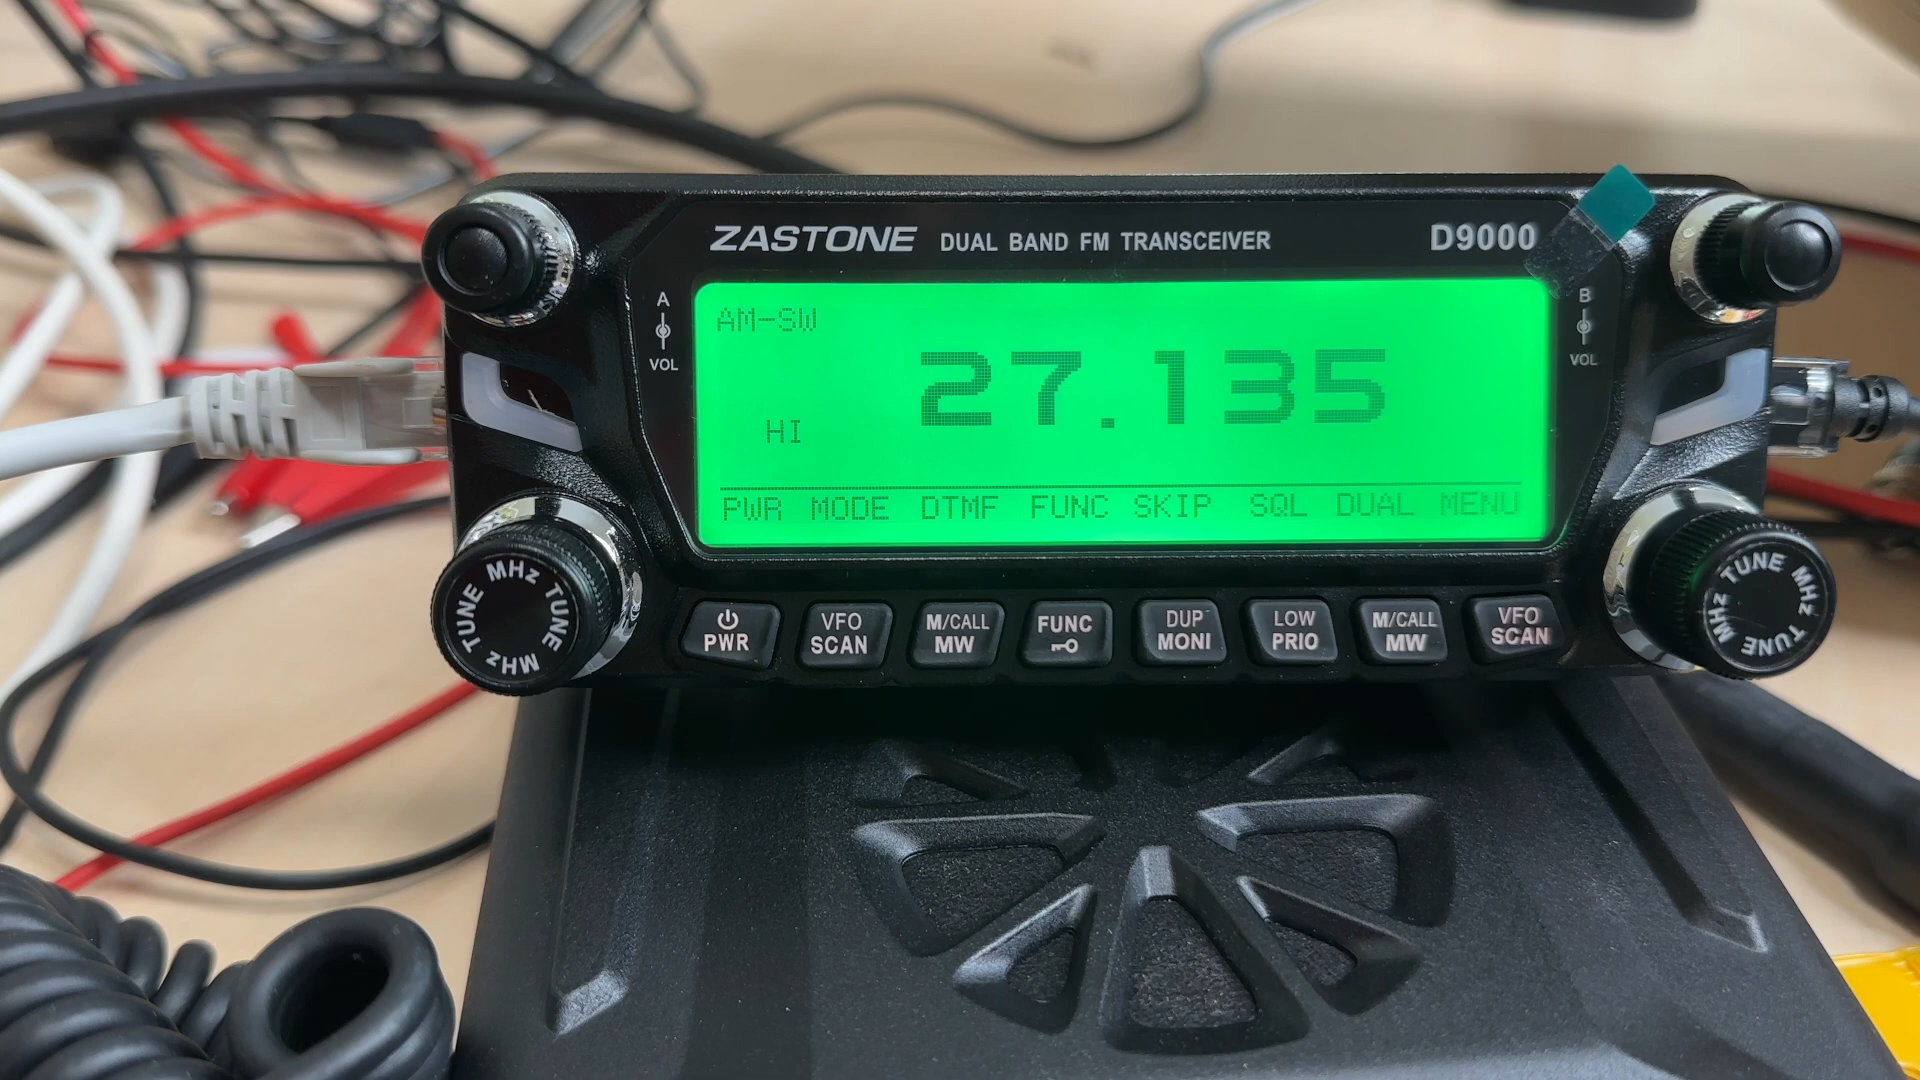 ZASTONE DUAL BAND FM TRANSCEIVER D9000
A
VOL
B
VOL
AM-SW
27.135
HI
PWR MODE DTMF FUNC SKIP SQL DUAL MENU
TUNE MHz TUNE MHz
TUNE MHz TUNE MHz
PWR
VFO
SCAN
M/CALL
MW
FUNC
DUP
MONI
LOW
PRIO
M/CALL
MW
VFO
SCAN